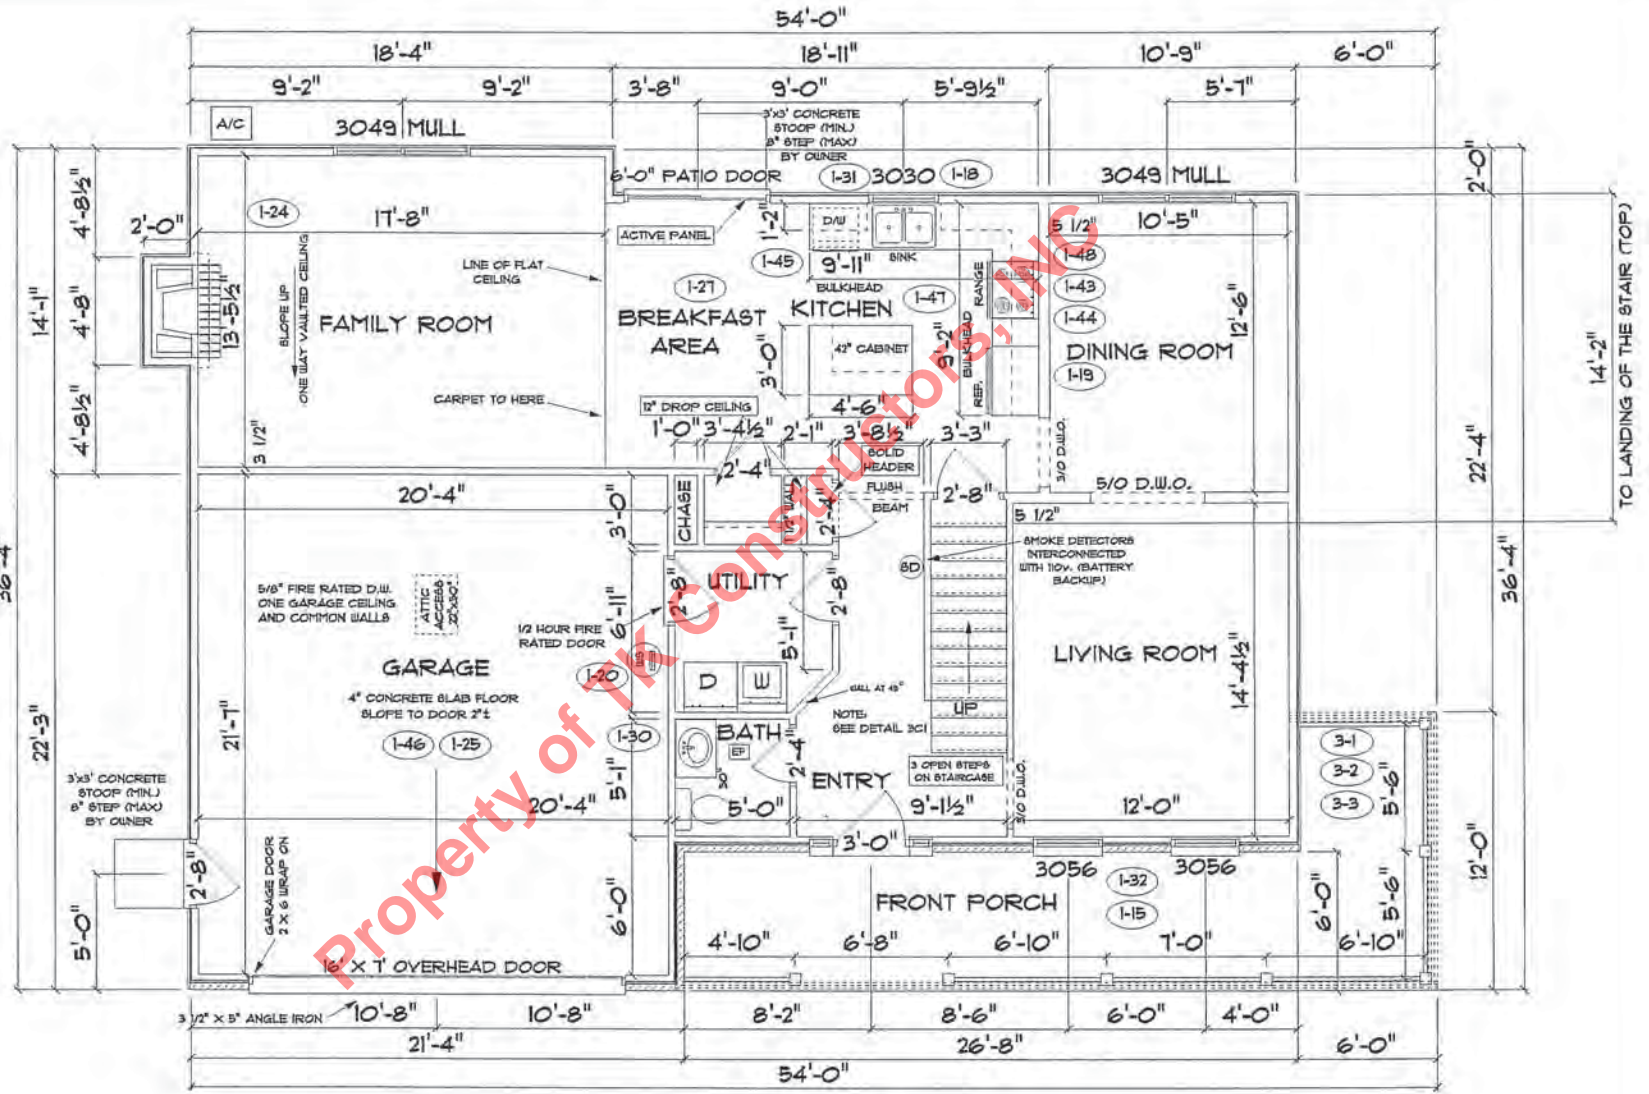 54'-0"
18'-4"
18'-11"
10'-9"
6'-0"
9'-2"
9'-2"
3'-8"
9'-0"
5'-9½"
5'-7"
A/C
3049 MULL
3'x3' CONCRETE
STOOP (MIN.)
8" STEP (MAX)
BY OWNER
6'-0" PATIO DOOR
1-31
3030
1-18
3049 MULL
2'-0"
4'-8½"
2'-0"
1-24
17'-8"
ACTIVE PANEL
1'-2"
D/W
SINK
5 1/2"
10'-5"
1-45
9'-11"
BULKHEAD
LINE OF FLAT
CEILING
1-27
1-47
RANGE
1-48
1-43
1-44
1-19
14'-1"
4'-8"
13'-5½"
SLOPE UP
ONE WAY VAULTED CEILING
FAMILY ROOM
BREAKFAST
AREA
KITCHEN
42" CABINET
3'-0"
9'-2"
BULKHEAD
REF.
DINING ROOM
12'-6"
14'-2"
TO LANDING OF THE STAIR (TOP)
CARPET TO HERE
12" DROP CEILING
4'-6"
4'-8½"
3 1/2"
1'-0"
3'-4½"
2'-1"
3'-8½"
3'-3"
3/0 D.W.O.
22'-4"
SOLID
HEADER
2'-4"
FLUSH
BEAM
2'-8"
5/0 D.W.O.
20'-4"
3'-0"
CHASE
2'-4"
5 1/2"
SMOKE DETECTORS
INTERCONNECTED
WITH 110v. (BATTERY
BACKUP)
SD
36'-4"
36'-4"
5/8" FIRE RATED D.W.
ONE GARAGE CEILING
AND COMMON WALLS
ATTIC
ACCESS
22"x30"
UTILITY
2'-8"
2'-8"
6'-11"
1/2 HOUR FIRE
RATED DOOR
5'-1"
GARAGE
4" CONCRETE SLAB FLOOR
SLOPE TO DOOR 2"±
1-46
1-25
1-20
D
W
WALL AT 45°
LIVING ROOM
14'-4½"
UP
NOTE:
SEE DETAIL 3C1
22'-3"
21'-7"
1-30
BATH
EF
30"
2'-4"
ENTRY
3 OPEN STEPS
ON STAIRCASE
5/0 D.W.O.
3-1
3-2
3-3
5'-6"
3'x3' CONCRETE
STOOP (MIN.)
8" STEP (MAX)
BY OWNER
20'-4"
5'-1"
5'-0"
9'-1½"
12'-0"
12'-0"
3'-0"
3056
3056
2'-8"
GARAGE DOOR
2 X 6 WRAP ON
5'-0"
6'-0"
FRONT PORCH
1-32
1-15
6'-0"
5'-6"
4'-10"
6'-8"
6'-10"
7'-0"
6'-10"
16' X 7' OVERHEAD DOOR
3 1/2" X 5" ANGLE IRON
10'-8"
10'-8"
8'-2"
8'-6"
6'-0"
4'-0"
21'-4"
26'-8"
6'-0"
54'-0"
Property of TK Constructors, INC